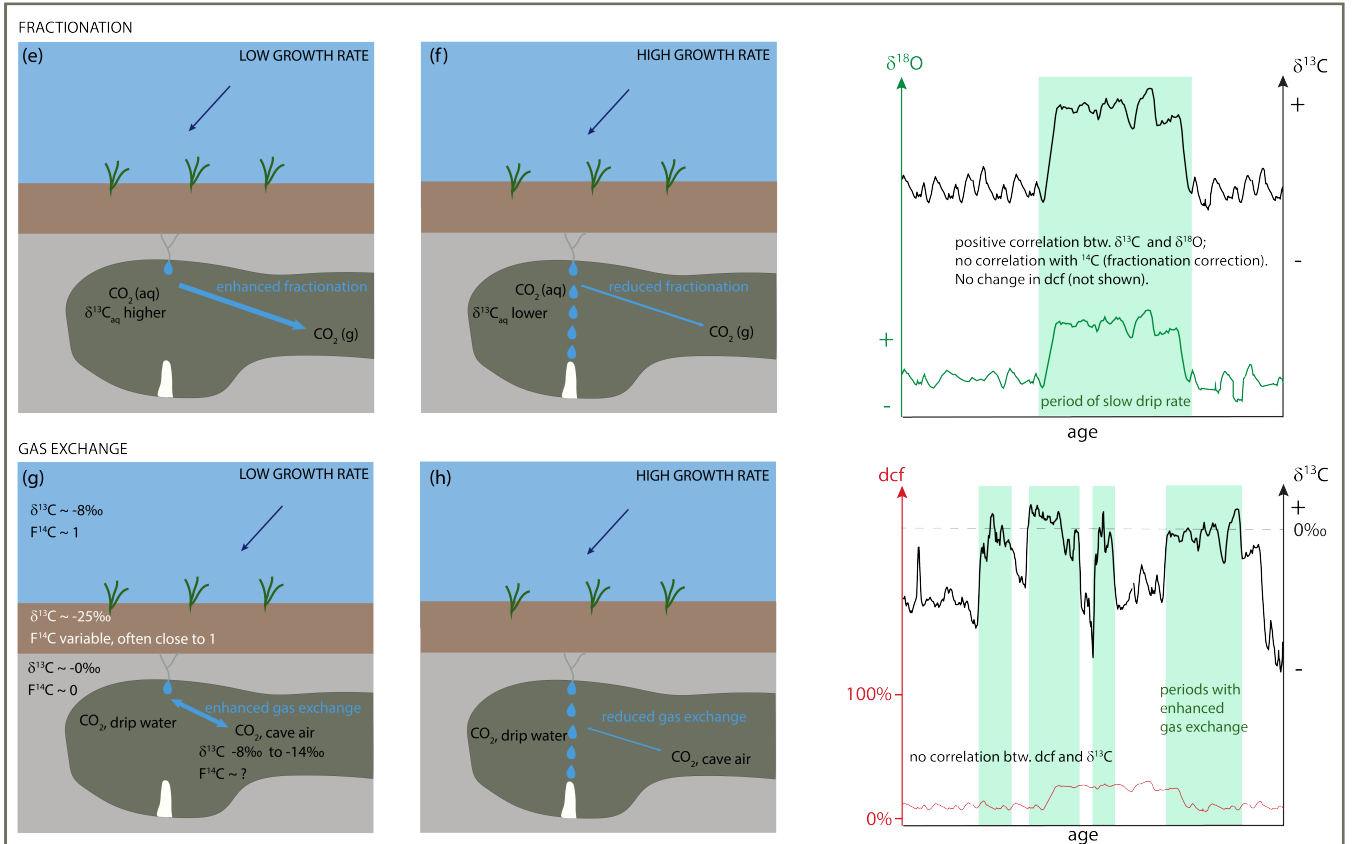 FRACTIONATION
(e)
LOW GROWTH RATE
CO₂ (aq)
δ¹³C_aq higher
enhanced fractionation
CO₂ (g)
(f)
HIGH GROWTH RATE
CO₂ (aq)
δ¹³C_aq lower
reduced fractionation
CO₂ (g)
δ¹⁸O
δ¹³C
+
positive correlation btw. δ¹³C and δ¹⁸O;
no correlation with ¹⁴C (fractionation correction).
No change in dcf (not shown).
-
+
-
period of slow drip rate
age
GAS EXCHANGE
(g)
LOW GROWTH RATE
δ¹³C ~ -8‰
F¹⁴C ~ 1
δ¹³C ~ -25‰
F¹⁴C variable, often close to 1
δ¹³C ~ -0‰
F¹⁴C ~ 0
enhanced gas exchange
CO₂, drip water
CO₂, cave air
δ¹³C -8‰ to -14‰
F¹⁴C ~ ?
(h)
HIGH GROWTH RATE
reduced gas exchange
CO₂, drip water
CO₂, cave air
dcf
δ¹³C
+
0‰
-
100%
periods with
enhanced
gas exchange
no correlation btw. dcf and δ¹³C
0%
age